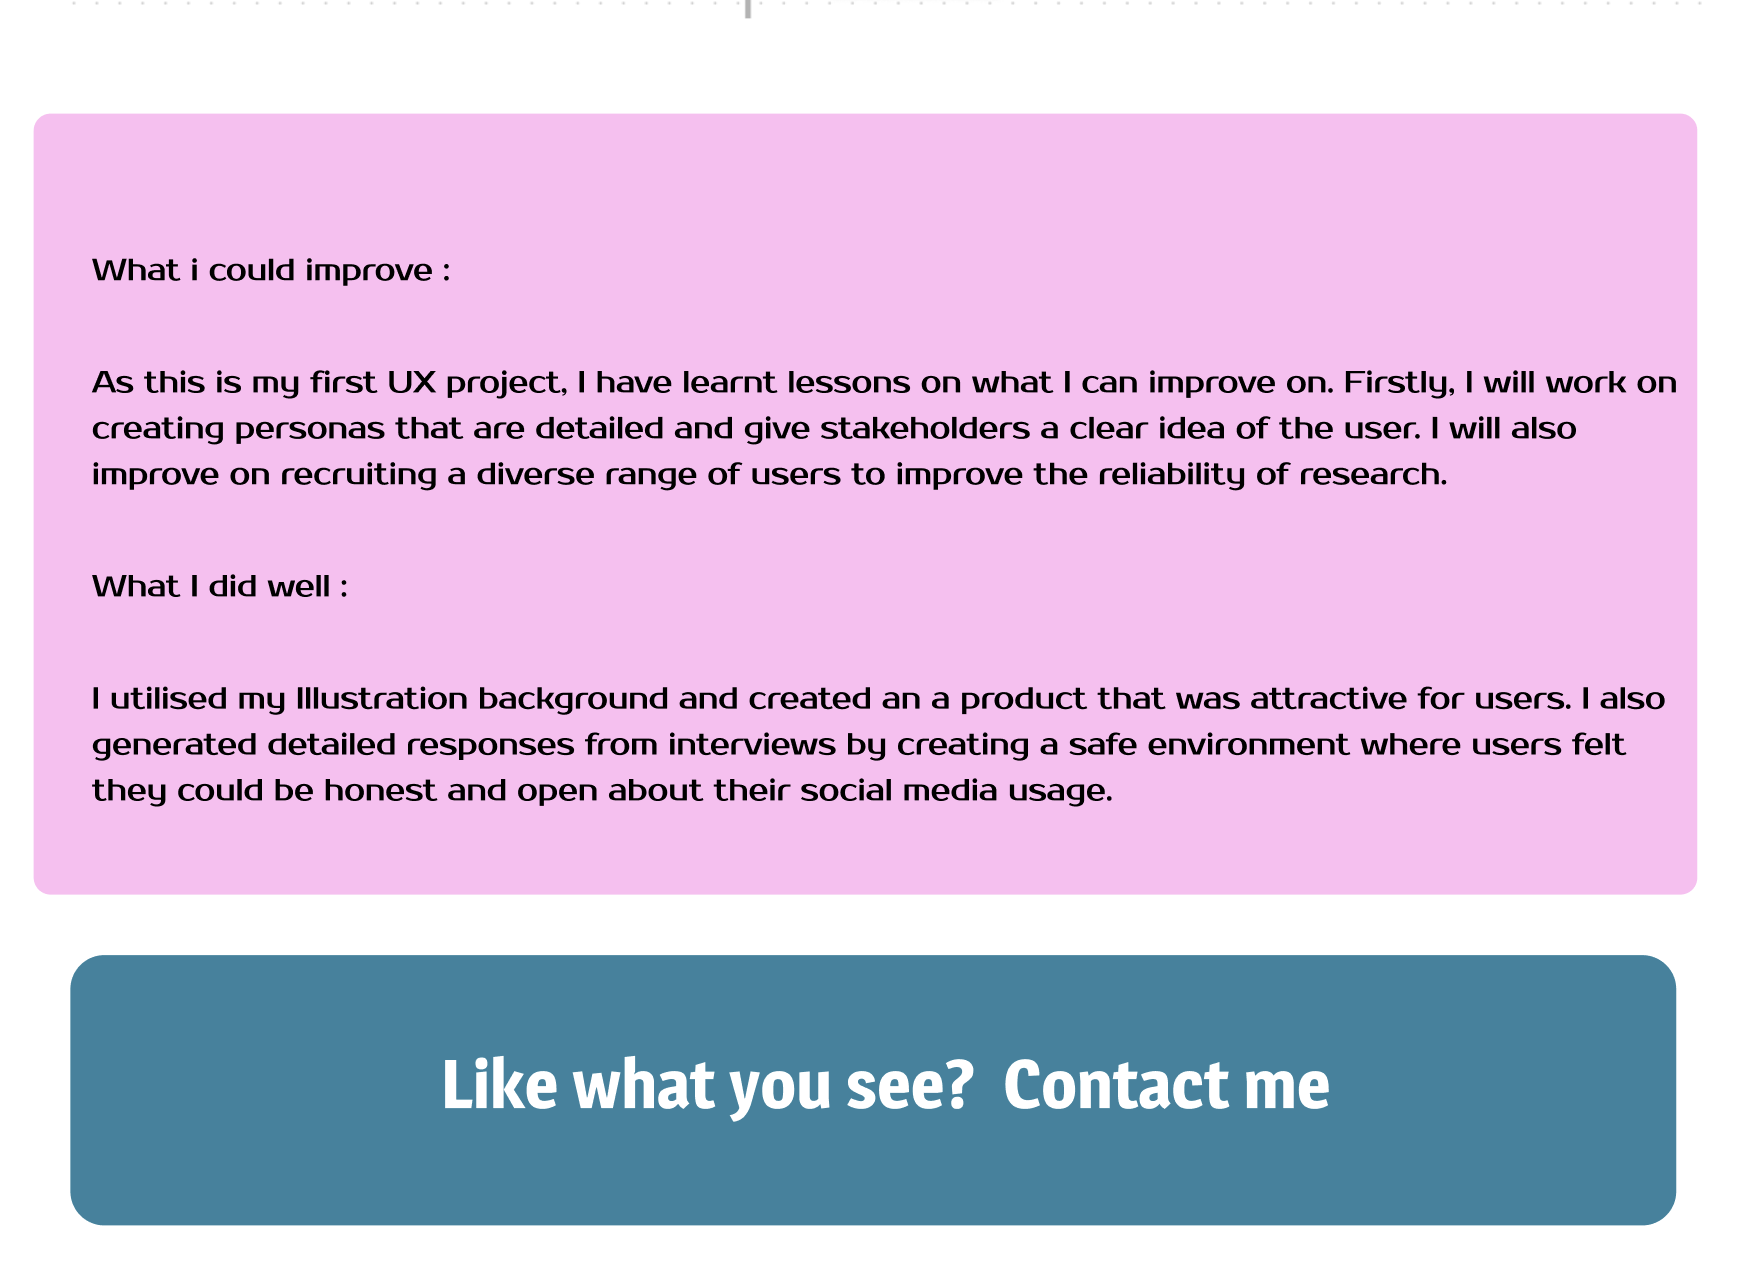 What i could improve :
As this is my first UX project, I have learnt lessons on what I can improve on. Firstly, I will work on
creating personas that are detailed and give stakeholders a clear idea of the user. I will also
improve on recruiting a diverse range of users to improve the reliability of research.
What I did well :
I utilised my Illustration background and created an a product that was attractive for users. I also
generated detailed responses from interviews by creating a safe environment where users felt
they could be honest and open about their social media usage.
Like what you see? Contact me